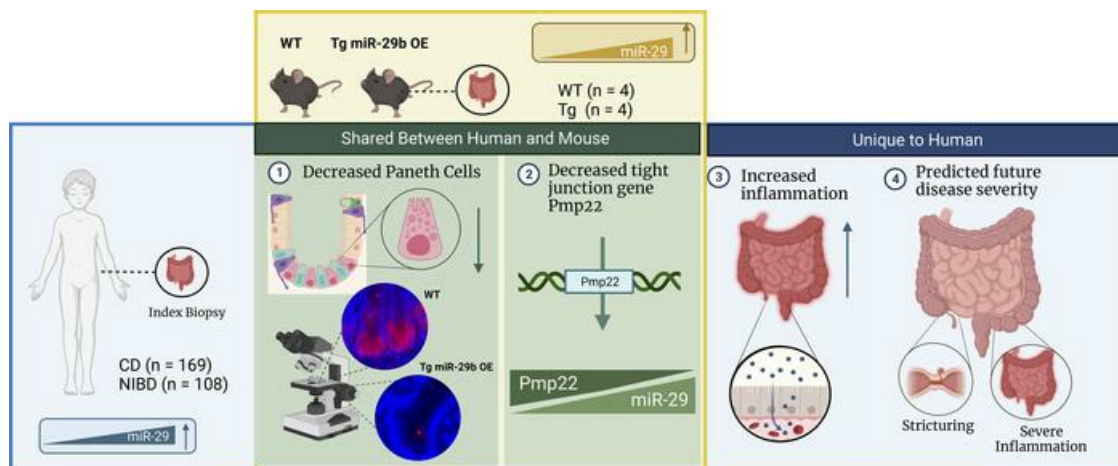 WT
Tg miR-29b OE
miR-29
WT (n = 4)
Tg (n = 4)
Shared Between Human and Mouse
Unique to Human
1
Decreased Paneth Cells
WT
Tg miR-29b OE
2
Decreased tight
junction gene
Pmp22
Pmp22
Pmp22
miR-29
3
Increased
inflammation
4
Predicted future
disease severity
Stricturing
Severe
Inflammation
Index Biopsy
CD (n = 169)
NIBD (n = 108)
miR-29